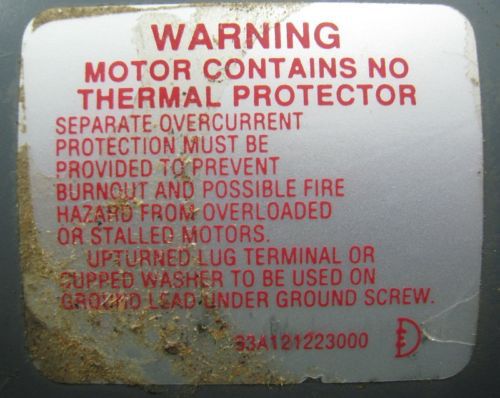 WARNING
MOTOR CONTAINS NO
THERMAL PROTECTOR
SEPARATE OVERCURRENT
PROTECTION MUST BE
PROVIDED TO PREVENT
BURNOUT AND POSSIBLE FIRE
HAZARD FROM OVERLOADED
OR STALLED MOTORS.
UPTURNED LUG TERMINAL OR
CUPPED WASHER TO BE USED ON
GROUND LEAD UNDER GROUND SCREW.
33A121223000